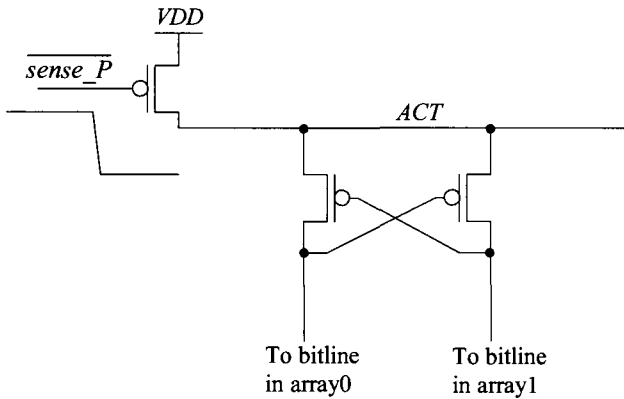 VDD
sense_P
ACT
To bitline
in array0
To bitline
in array1